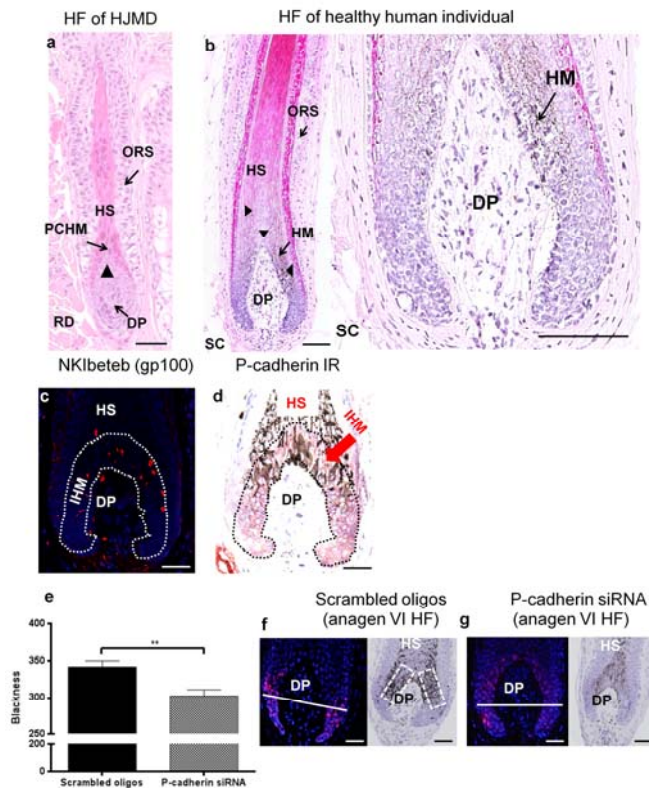 HF of HJMD
HF of healthy human individual
a
ORS
HS
PCHM
RD
DP
b
ORS
HS
HM
DP
SC
HM
DP
SC
NKIbeteb (gp100)
P-cadherin IR
c
HS
IHM
DP
d
HS
IHM
DP
e
Blackness
400
350
300
250
200
0
**
Scrambled oligos
P-cadherin siRNA
Scrambled oligos
(anagen VI HF)
P-cadherin siRNA
(anagen VI HF)
f
DP
HS
DP
g
DP
HS
DP